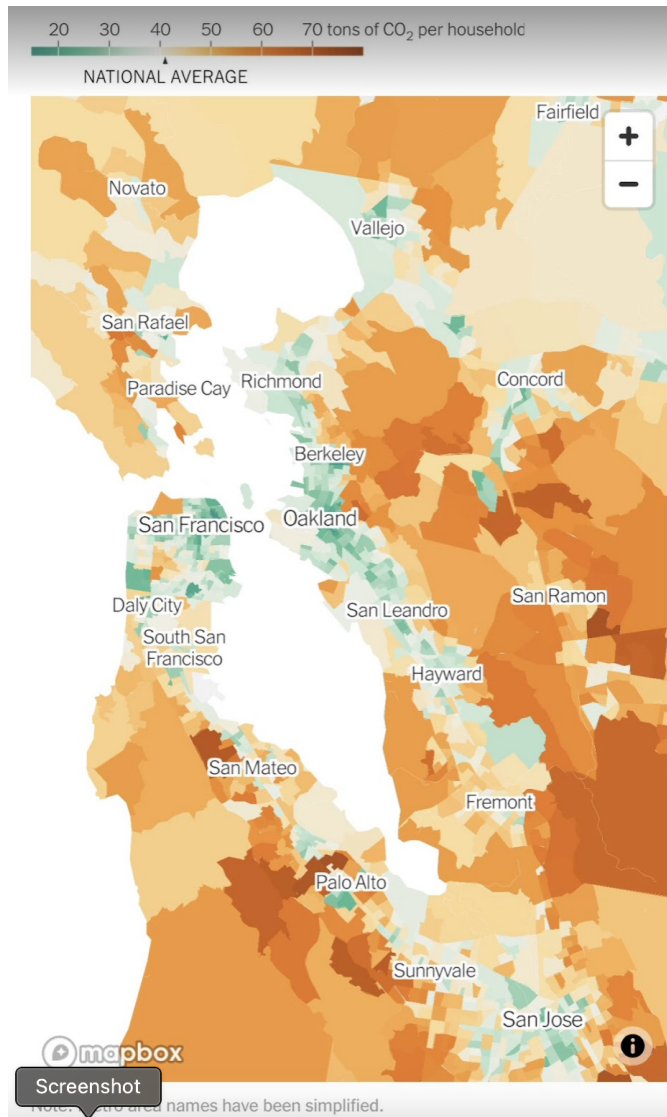 20 30 40 50 60 70 tons of CO₂ per household
NATIONAL AVERAGE
Fairfield
+
−
Novato
Vallejo
San Rafael
Paradise Cay
Richmond
Concord
Berkeley
San Francisco
Oakland
Daly City
San Leandro
San Ramon
South San
Francisco
Hayward
San Mateo
Fremont
Palo Alto
Sunnyvale
San Jose
mapbox
i
Screenshot
names have been simplified.